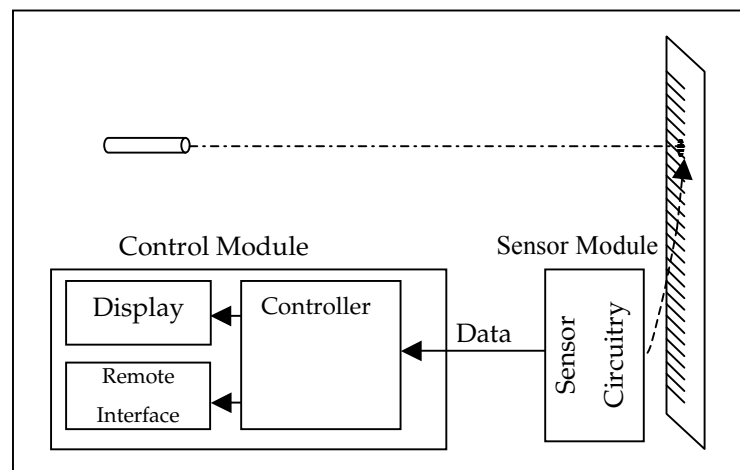 Control Module
Sensor Module
Display
Controller
Remote
Interface
Data
Sensor
Circuitry